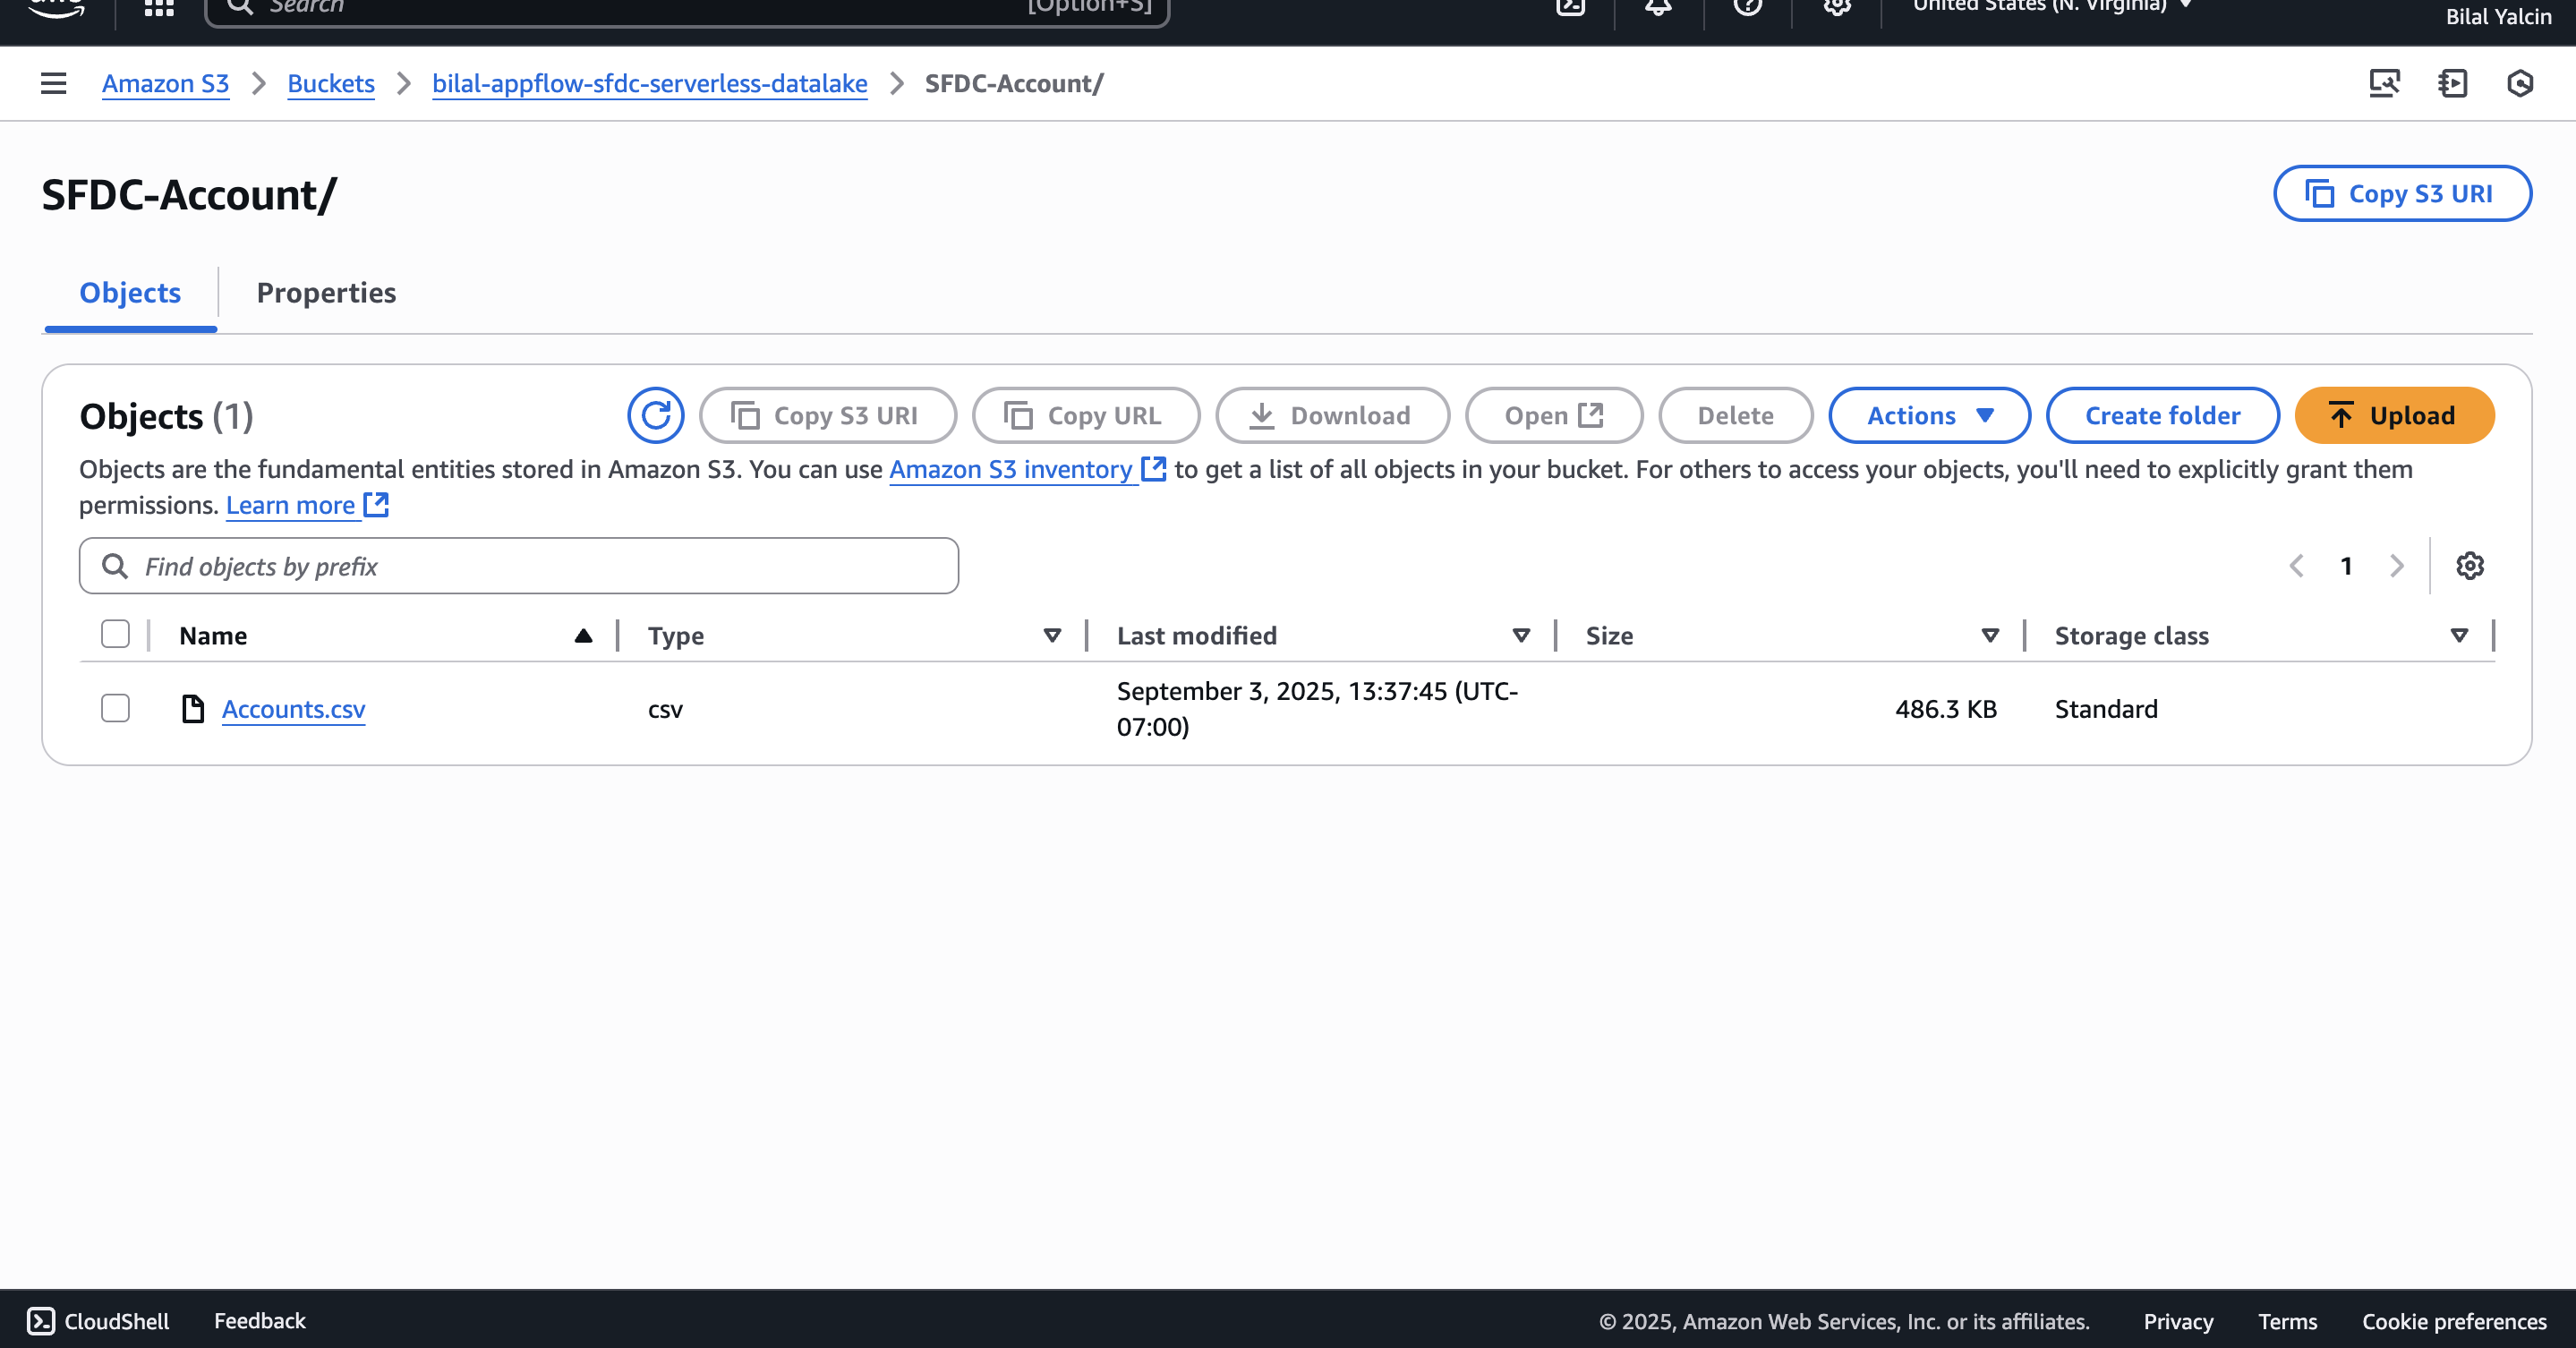 aws Search [Option+S] United States (N. Virginia) Bilal Yalcin
Amazon S3 Buckets bilal-appflow-sfdc-serverless-datalake SFDC-Account/
SFDC-Account/
Copy S3 URI
Objects Properties
Objects (1)
Copy S3 URI Copy URL Download Open Delete Actions Create folder Upload
Objects are the fundamental entities stored in Amazon S3. You can use Amazon S3 inventory to get a list of all objects in your bucket. For others to access your objects, you'll need to explicitly grant them
permissions. Learn more
Find objects by prefix
1
Name Type Last modified Size Storage class
Accounts.csv csv September 3, 2025, 13:37:45 (UTC-
07:00) 486.3 KB Standard
CloudShell Feedback © 2025, Amazon Web Services, Inc. or its affiliates. Privacy Terms Cookie preferences